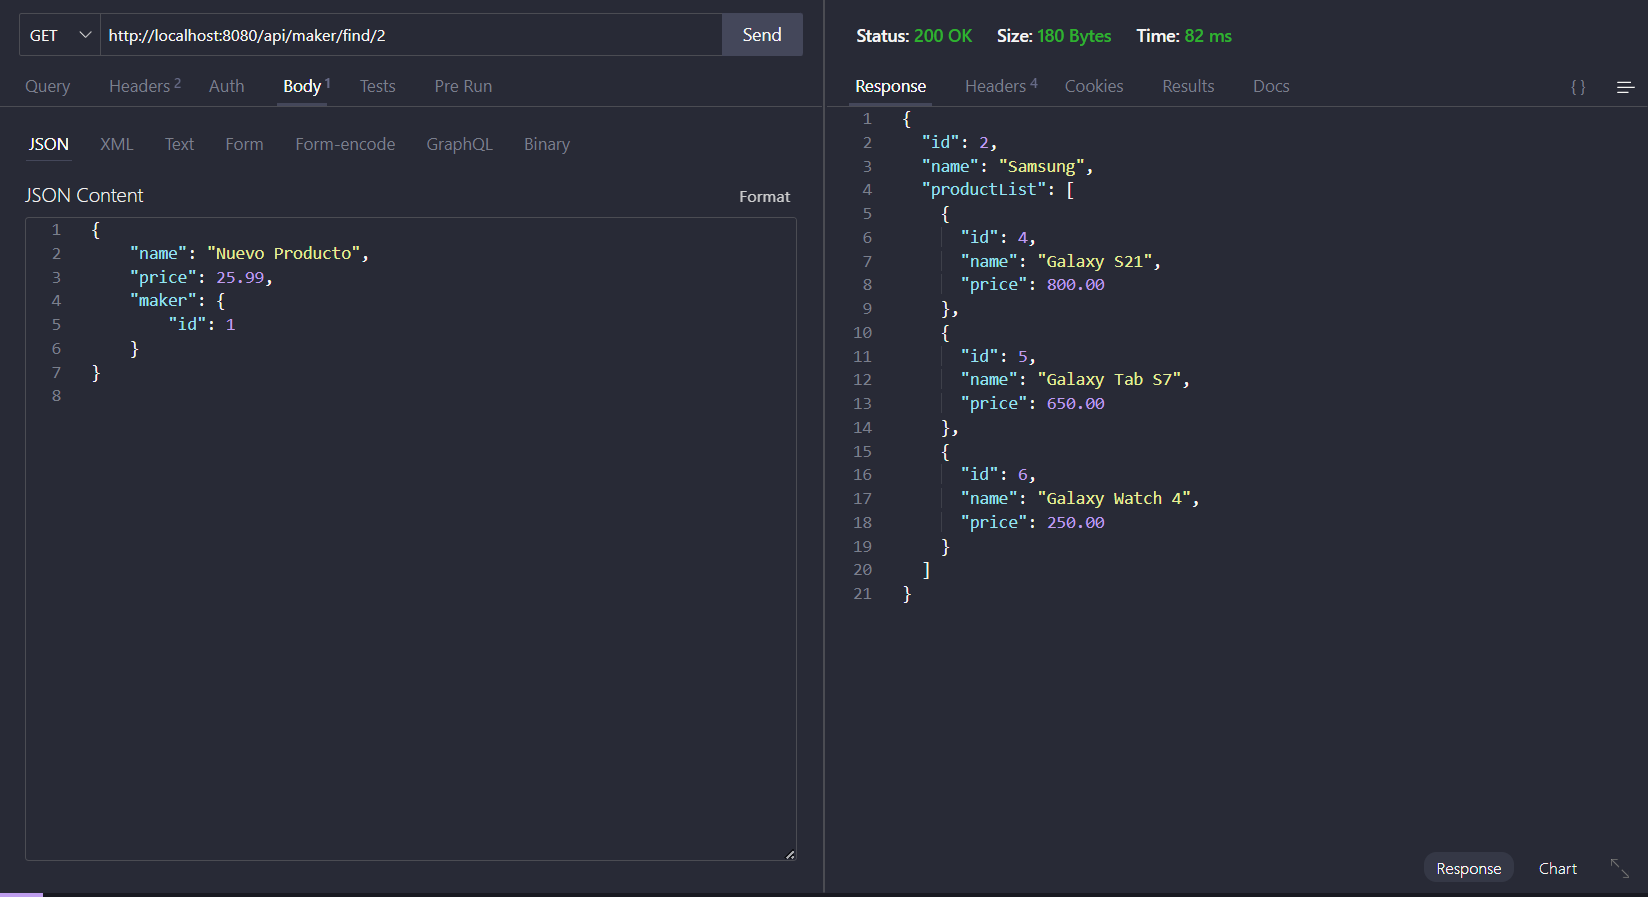 GET http://localhost:8080/api/maker/find/2 Send
Query Headers 2 Auth Body 1 Tests Pre Run
JSON XML Text Form Form-encode GraphQL Binary
JSON Content Format
1 {
2 "name": "Nuevo Producto",
3 "price": 25.99,
4 "maker": {
5 "id": 1
6 }
7 }
8
Status: 200 OK Size: 180 Bytes Time: 82 ms
Response Headers 4 Cookies Results Docs { }
1 {
2 "id": 2,
3 "name": "Samsung",
4 "productList": [
5 {
6 "id": 4,
7 "name": "Galaxy S21",
8 "price": 800.00
9 },
10 {
11 "id": 5,
12 "name": "Galaxy Tab S7",
13 "price": 650.00
14 },
15 {
16 "id": 6,
17 "name": "Galaxy Watch 4",
18 "price": 250.00
19 }
20 ]
21 }
Response Chart